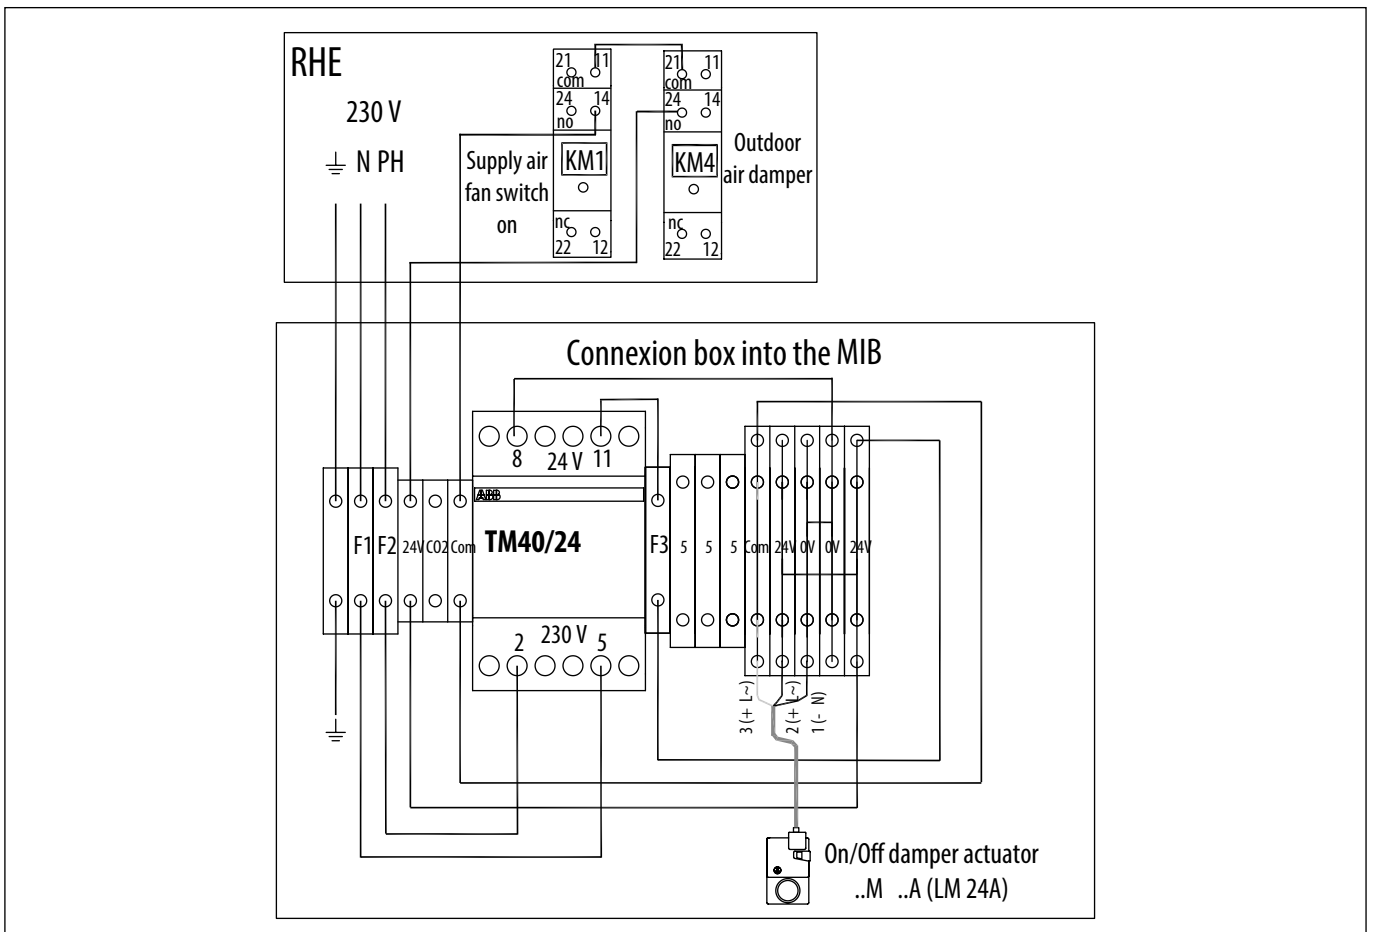 RHE
230 V
N PH
21 11
com
24 14
no
KM1
nc
22 12
Supply air
fan switch
on
21 11
com
24 14
no
KM4
nc
22 12
Outdoor
air damper
Connexion box into the MIB
8 24 V 11
ABB
TM40/24
2 230 V 5
F1 F2 24V CO2 Com
F3 5 5 5 Com 24V 0V 0V 24V
3 (+ L~)
2 (+ L~)
1 (- N)
On/Off damper actuator
..M ..A (LM 24A)